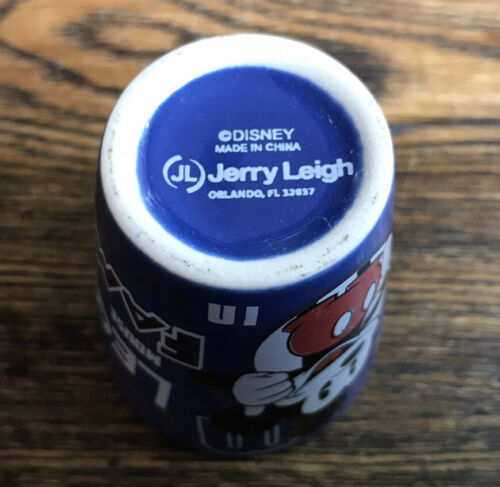 ©DISNEY
MADE IN CHINA
JL Jerry Leigh
ORLANDO, FL 32837